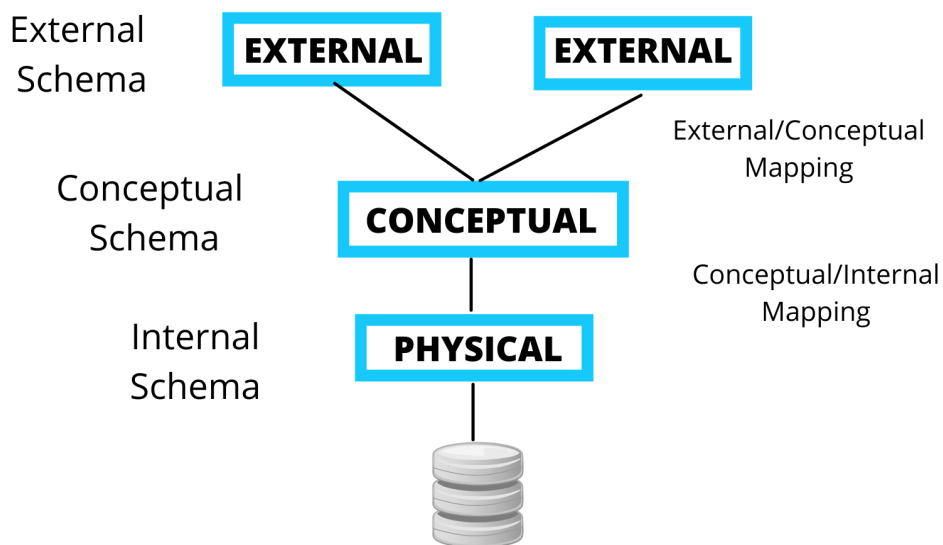 External
Schema
EXTERNAL
EXTERNAL
External/Conceptual
Mapping
Conceptual
Schema
CONCEPTUAL
Conceptual/Internal
Mapping
Internal
Schema
PHYSICAL